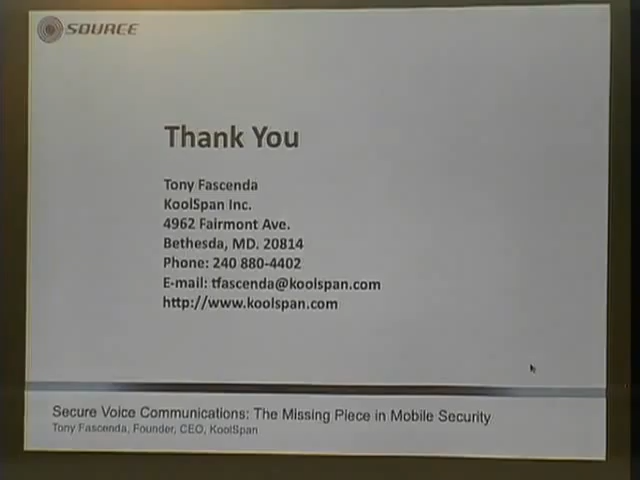 SOURCE
Thank You
Tony Fascenda
KoolSpan Inc.
4962 Fairmont Ave.
Bethesda, MD. 20814
Phone: 240 880-4402
E-mail: tfascenda@koolspan.com
http://www.koolspan.com
Secure Voice Communications: The Missing Piece in Mobile Security
Tony Fascenda, Founder, CEO, KoolSpan